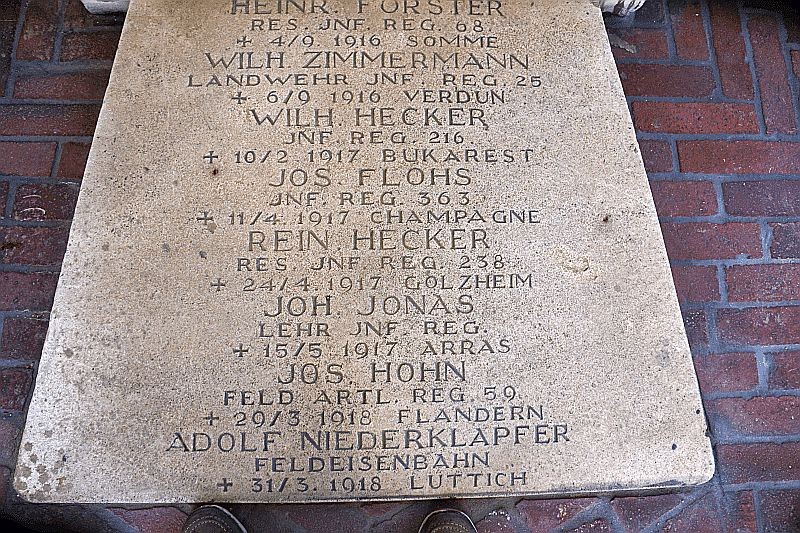 HEINR. FÖRSTER
RES. JNF. REG. 68
+ 4/9. 1916 SOMME
WILH. ZIMMERMANN
LANDWEHR JNF. REG. 25
+ 6/9 1916 VERDUN
WILH. HECKER
JNF. REG. 216
+ 10/2 1917 BUKAREST
JOS FLOHS
JNF. REG. 363
+ 11/4. 1917 CHAMPAGNE
REIN HECKER
RES JNF REG. 238
+ 24/4. 1917 GOLZHEIM
JOH. JONAS
LEHR JNF. REG.
+ 15/5 1917 ARRAS
JOS HOHN
FELD ARTL. REG 59
+ 29/3 1918 FLANDERN
ADOLF NIEDERKLAPFER
FELDEISENBAHN
+ 31/3. 1918 LÜTTICH